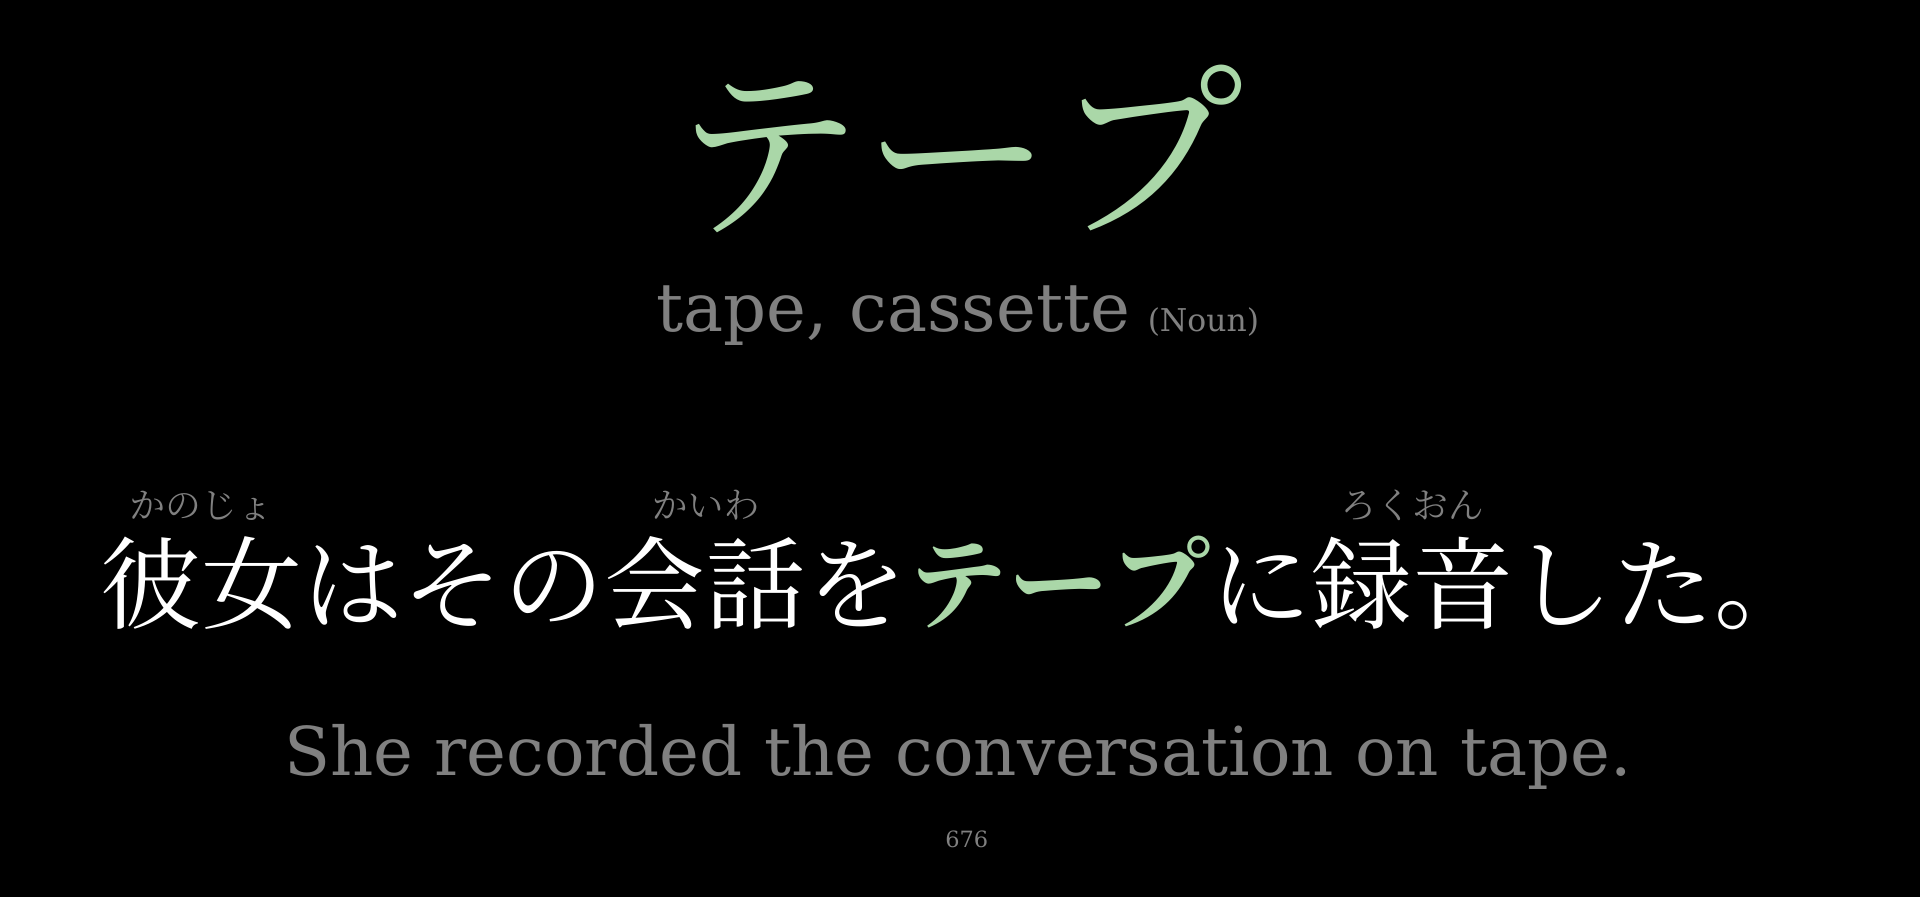 テープ
tape, cassette (Noun)
かのじょ かいわ ろくおん
彼女はその会話をテープに録音した。
She recorded the conversation on tape.
676